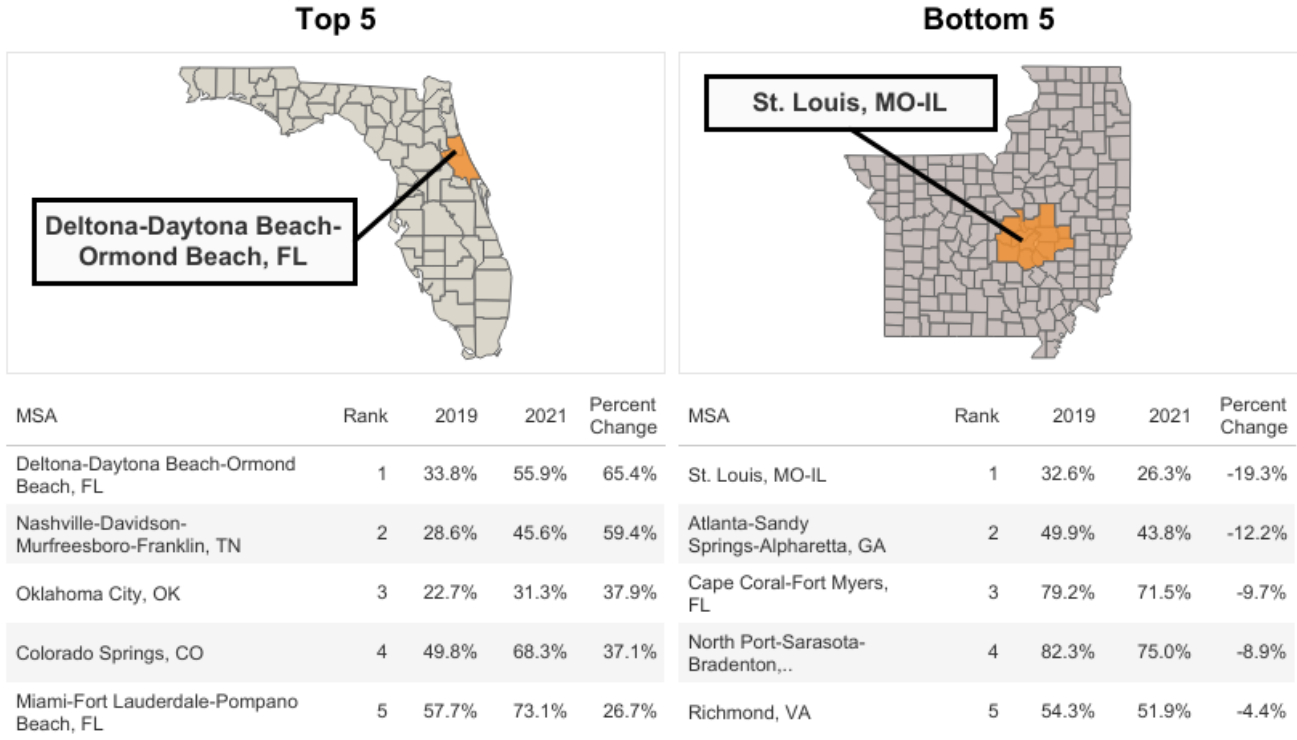 Top 5
Deltona-Daytona Beach-
Ormond Beach, FL
MSA Rank 2019 2021 Percent
Change
Deltona-Daytona Beach-Ormond
Beach, FL 1 33.8% 55.9% 65.4%
Nashville-Davidson-
Murfreesboro-Franklin, TN 2 28.6% 45.6% 59.4%
Oklahoma City, OK 3 22.7% 31.3% 37.9%
Colorado Springs, CO 4 49.8% 68.3% 37.1%
Miami-Fort Lauderdale-Pompano
Beach, FL 5 57.7% 73.1% 26.7%
Bottom 5
St. Louis, MO-IL
MSA Rank 2019 2021 Percent
Change
St. Louis, MO-IL 1 32.6% 26.3% -19.3%
Atlanta-Sandy
Springs-Alpharetta, GA 2 49.9% 43.8% -12.2%
Cape Coral-Fort Myers,
FL 3 79.2% 71.5% -9.7%
North Port-Sarasota-
Bradenton,.. 4 82.3% 75.0% -8.9%
Richmond, VA 5 54.3% 51.9% -4.4%